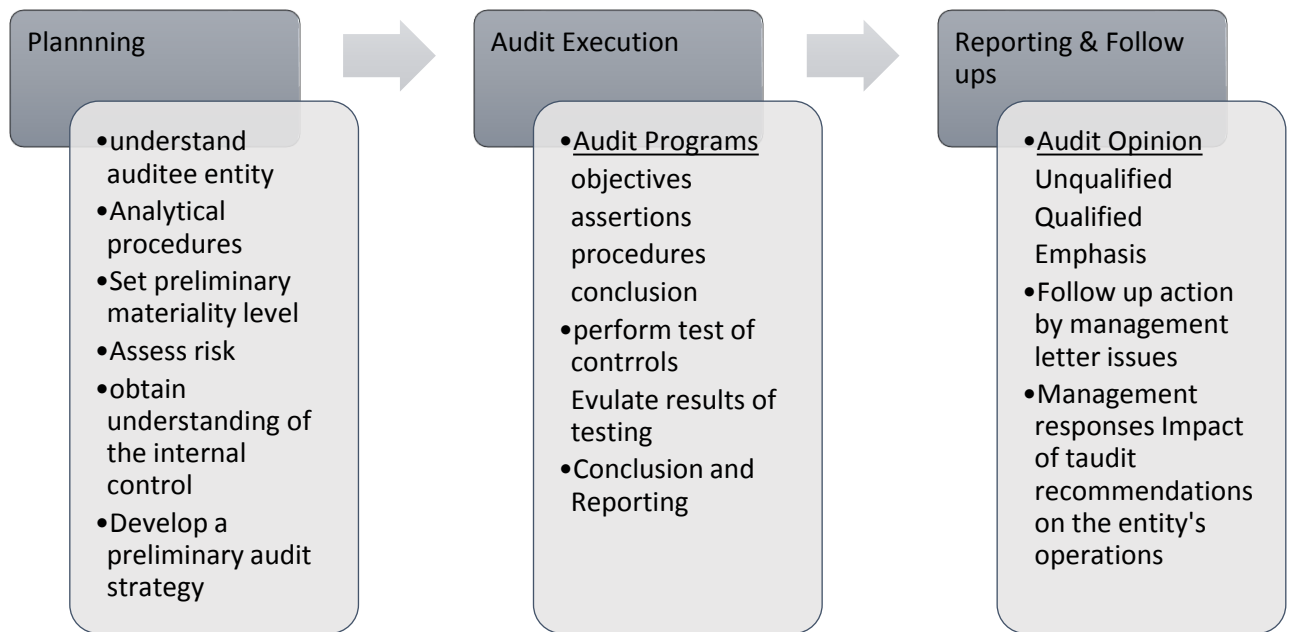 Plannning
•understand
auditee entity
•Analytical
procedures
•Set preliminary
materiality level
•Assess risk
•obtain
understanding of
the internal
control
•Develop a
preliminary audit
strategy
Audit Execution
•Audit Programs
objectives
assertions
procedures
conclusion
•perform test of
contrrols
Evulate results of
testing
•Conclusion and
Reporting
Reporting & Follow
ups
•Audit Opinion
Unqualified
Qualified
Emphasis
•Follow up action
by management
letter issues
•Management
responses Impact
of taudit
recommendations
on the entity's
operations